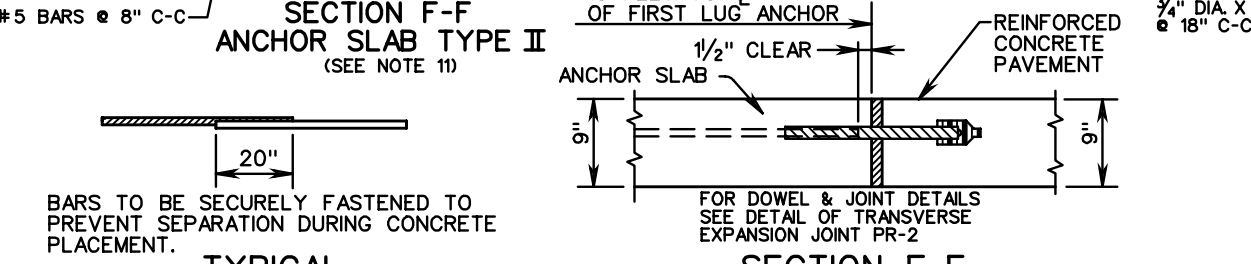 #5 BARS @ 8" C-C
SECTION F-F
ANCHOR SLAB TYPE II
(SEE NOTE 11)
20"
BARS TO BE SECURELY FASTENED TO
PREVENT SEPARATION DURING CONCRETE
PLACEMENT.
OF FIRST LUG ANCHOR
1½" CLEAR
ANCHOR SLAB
REINFORCED
CONCRETE
PAVEMENT
9"
9"
FOR DOWEL & JOINT DETAILS
SEE DETAIL OF TRANSVERSE
EXPANSION JOINT PR-2
¾" DIA. X
@ 18" C-C
TYPICAL